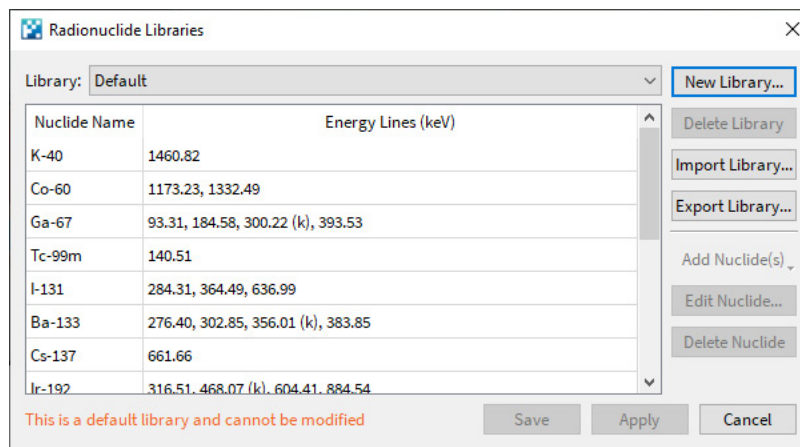 Radionuclide Libraries
Library: Default
New Library...
Nuclide Name Energy Lines (keV)
Delete Library
K-40 1460.82
Import Library...
Co-60 1173.23, 1332.49
Export Library...
Ga-67 93.31, 184.58, 300.22 (k), 393.53
Tc-99m 140.51
Add Nuclide(s)
I-131 284.31, 364.49, 636.99
Edit Nuclide...
Ba-133 276.40, 302.85, 356.01 (k), 383.85
Delete Nuclide
Cs-137 661.66
Ir-192 316.51, 468.07 (k), 604.41, 884.54
This is a default library and cannot be modified
Save Apply Cancel